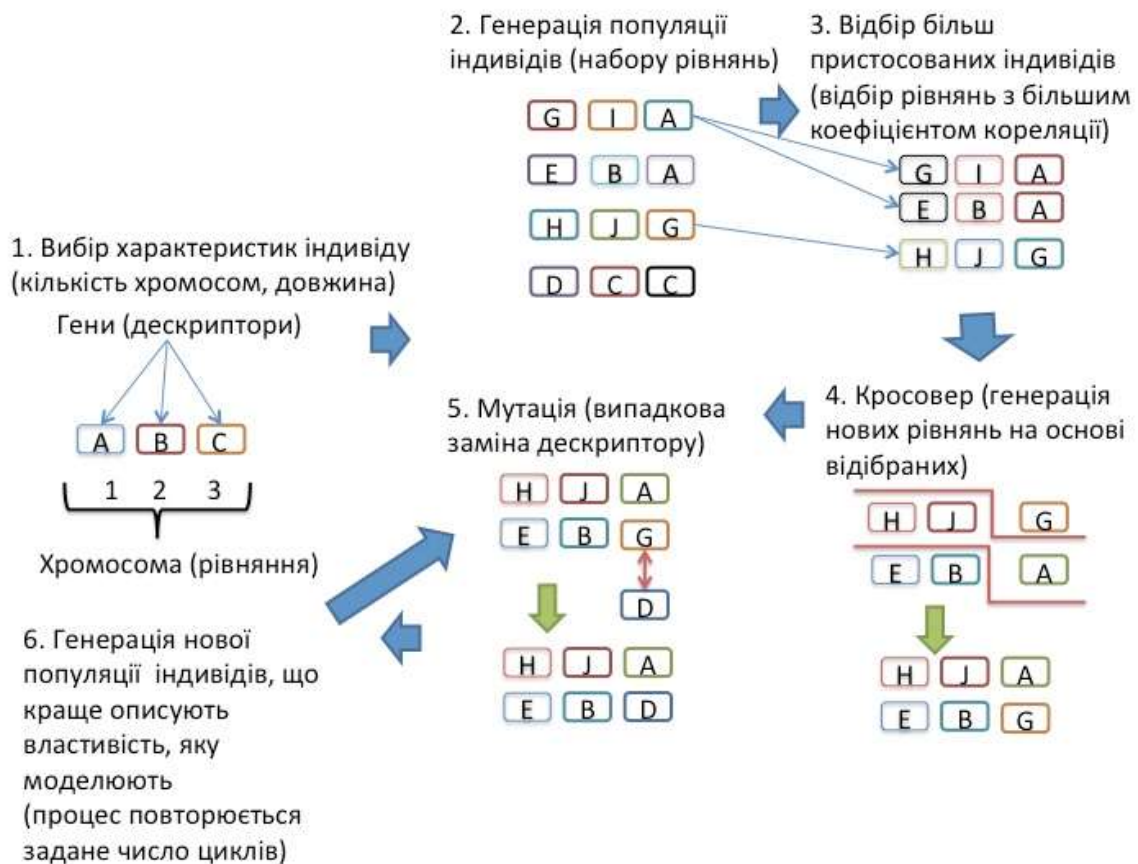 1. Вибір характеристик індивіду
(кількість хромосом, довжина)
Гени (дескриптори)
A B C
1 2 3
Хромосома (рівняння)
2. Генерація популяції
індивідів (набору рівнянь)
G I A
E B A
H J G
D C C
3. Відбір більш
пристосованих індивідів
(відбір рівнянь з більшим
коефіцієнтом кореляції)
G I A
E B A
H J G
4. Кросовер (генерація
нових рівнянь на основі
відібраних)
H J G
E B A
H J A
E B G
5. Мутація (випадкова
заміна дескриптору)
H J A
E B G
D
H J A
E B D
6. Генерація нової
популяції індивідів, що
краще описують
властивість, яку
моделюють
(процес повторюється
задане число циклів)